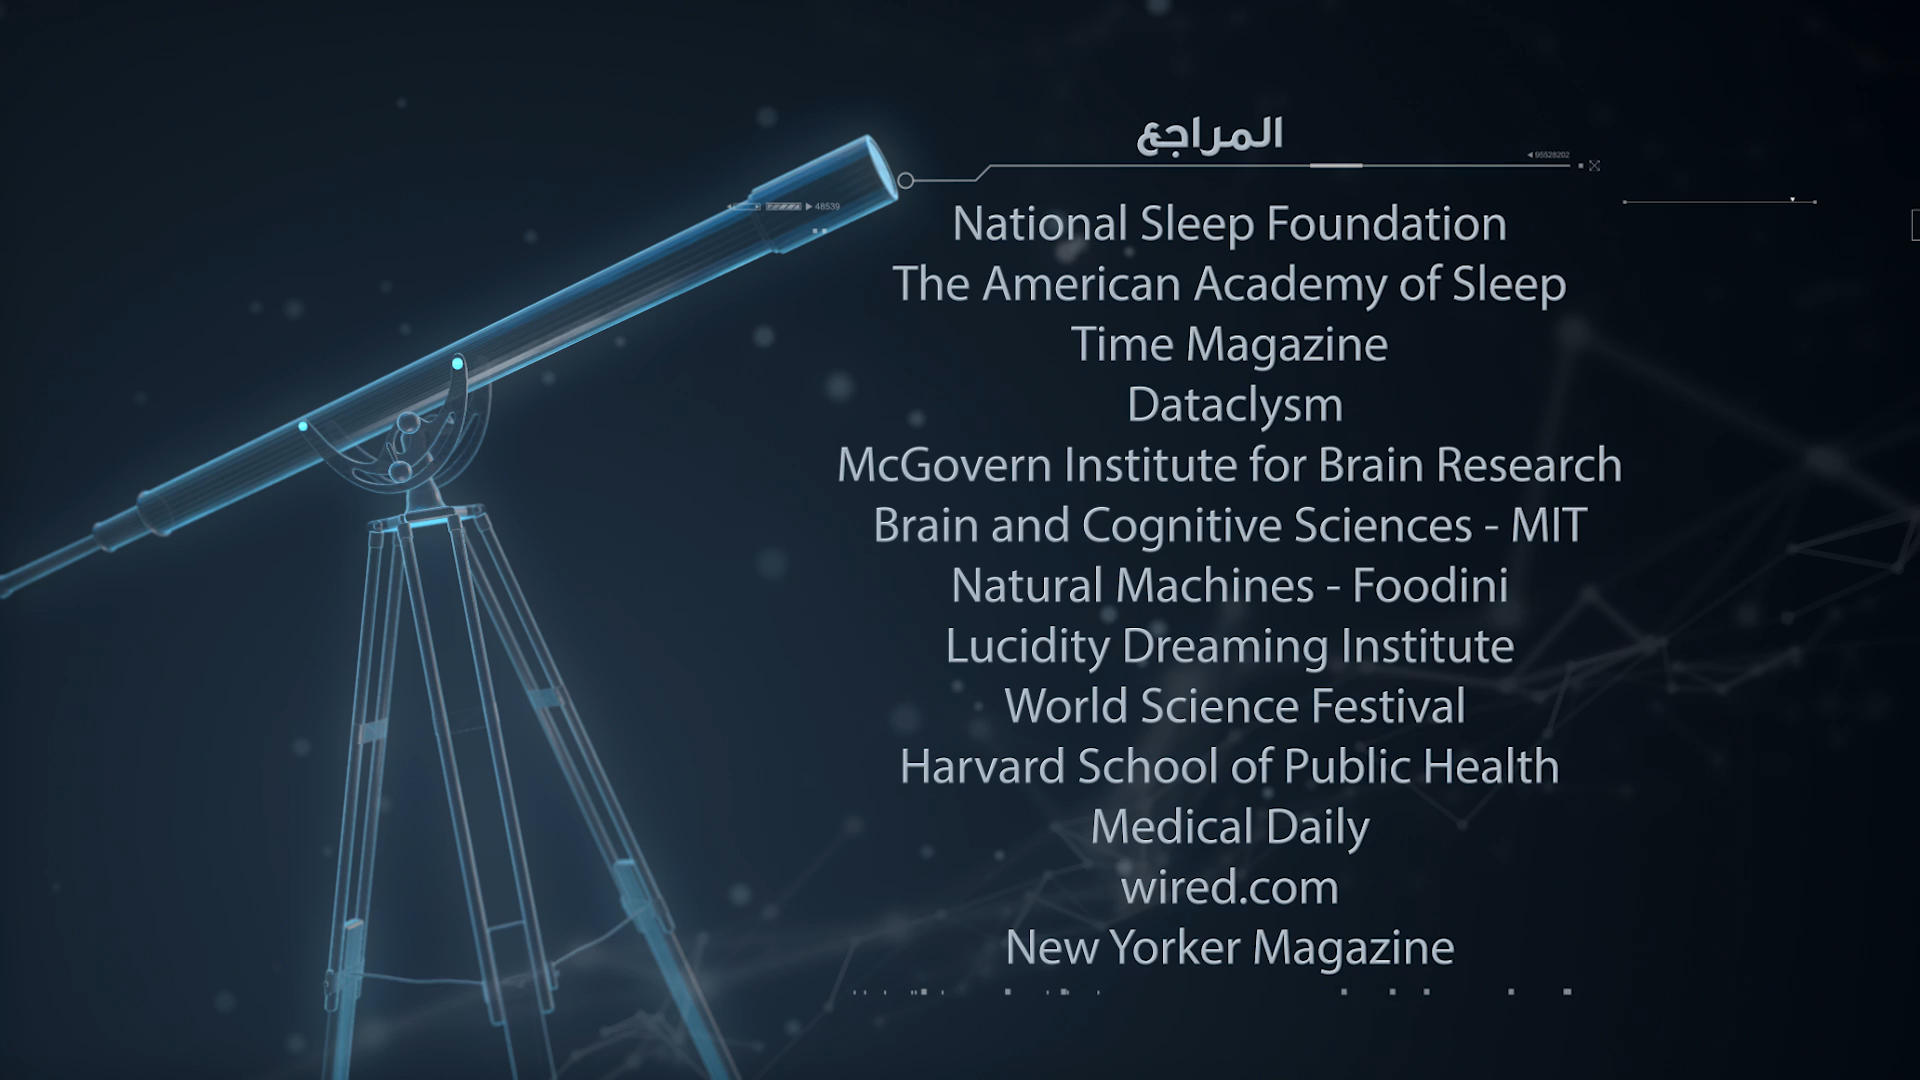 المراجع
◄ 95528202
48539
National Sleep Foundation
The American Academy of Sleep
Time Magazine
Dataclysm
McGovern Institute for Brain Research
Brain and Cognitive Sciences - MIT
Natural Machines - Foodini
Lucidity Dreaming Institute
World Science Festival
Harvard School of Public Health
Medical Daily
wired.com
New Yorker Magazine